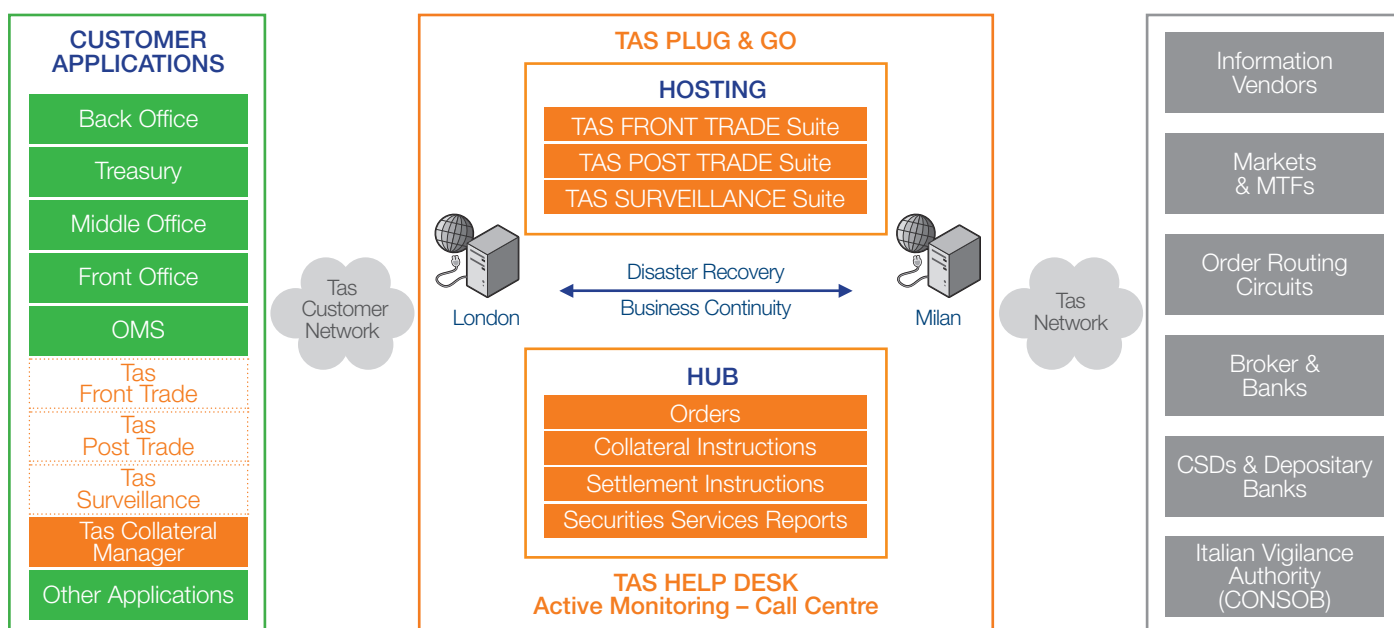 CUSTOMER
APPLICATIONS
Back Office
Treasury
Middle Office
Front Office
OMS
Tas
Front Trade
Tas
Post Trade
Tas
Surveillance
Tas Collateral
Manager
Other Applications
Tas
Customer
Network
TAS PLUG & GO
HOSTING
TAS FRONT TRADE Suite
TAS POST TRADE Suite
TAS SURVEILLANCE Suite
London
Disaster Recovery
Business Continuity
Milan
HUB
Orders
Collateral Instructions
Settlement Instructions
Securities Services Reports
TAS HELP DESK
Active Monitoring – Call Centre
Tas
Network
Information
Vendors
Markets
& MTFs
Order Routing
Circuits
Broker &
Banks
CSDs & Depositary
Banks
Italian Vigilance
Authority
(CONSOB)